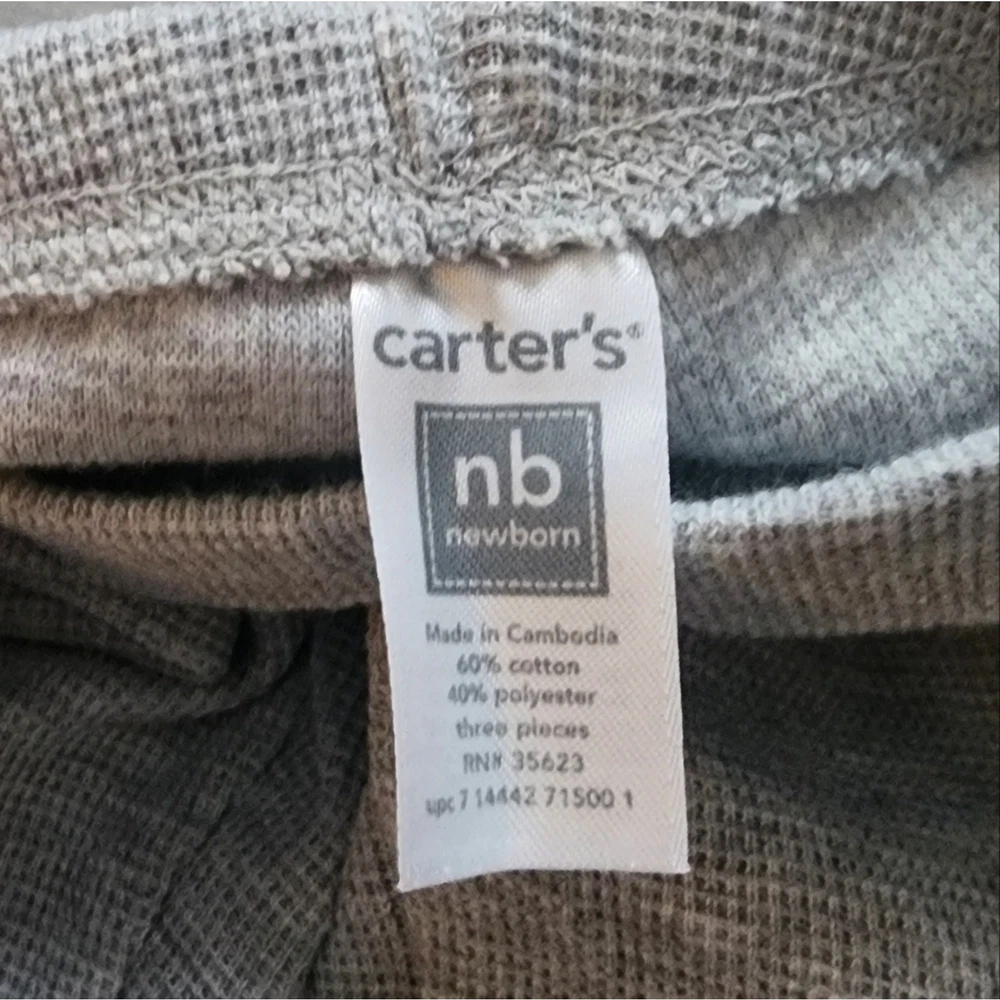 carter's®
nb
newborn
Made in Cambodia
60% cotton
40% polyester
three pieces
RN# 35623
upc 7 14442 71500 1